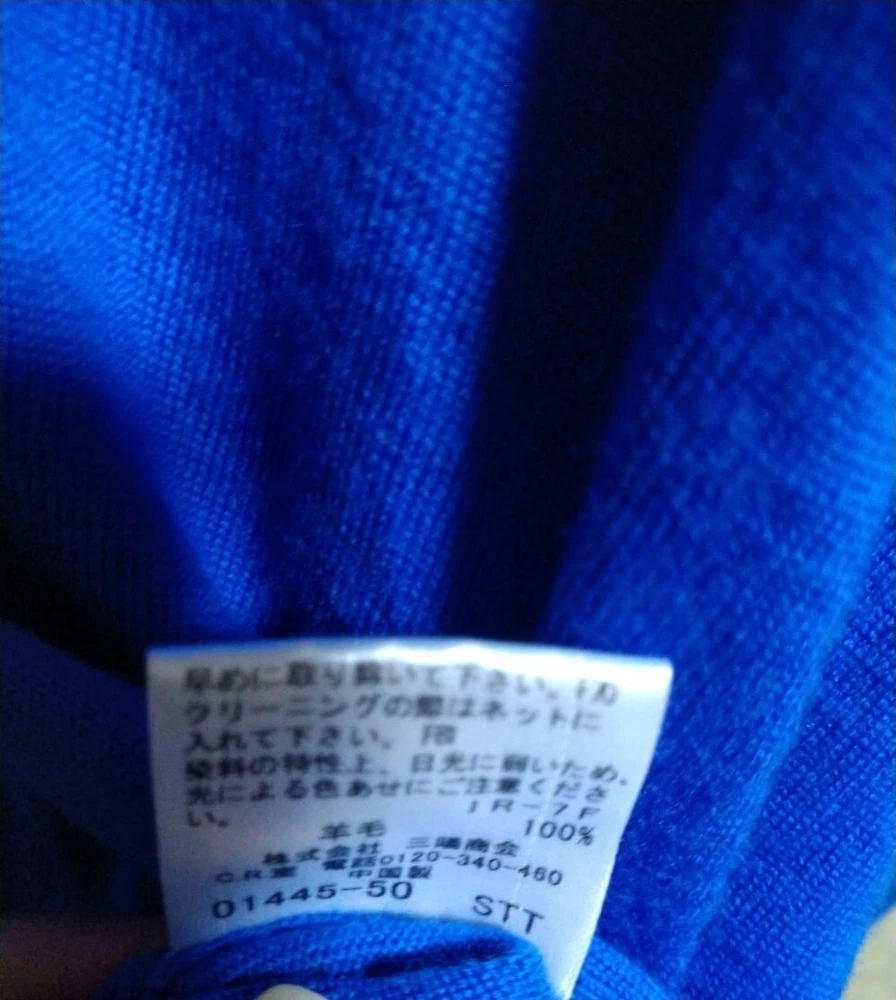 早めに取り除いて下さい。FA
クリーニングの際はネットに
入れて下さい。FB
染料の特性上、日光に弱いため、
光による色あせにご注意くださ
い。
1R-7F
羊毛 100%
株式会社 三陽商会
C.R室 電話0120-340-460
中国製
01445-50 STT